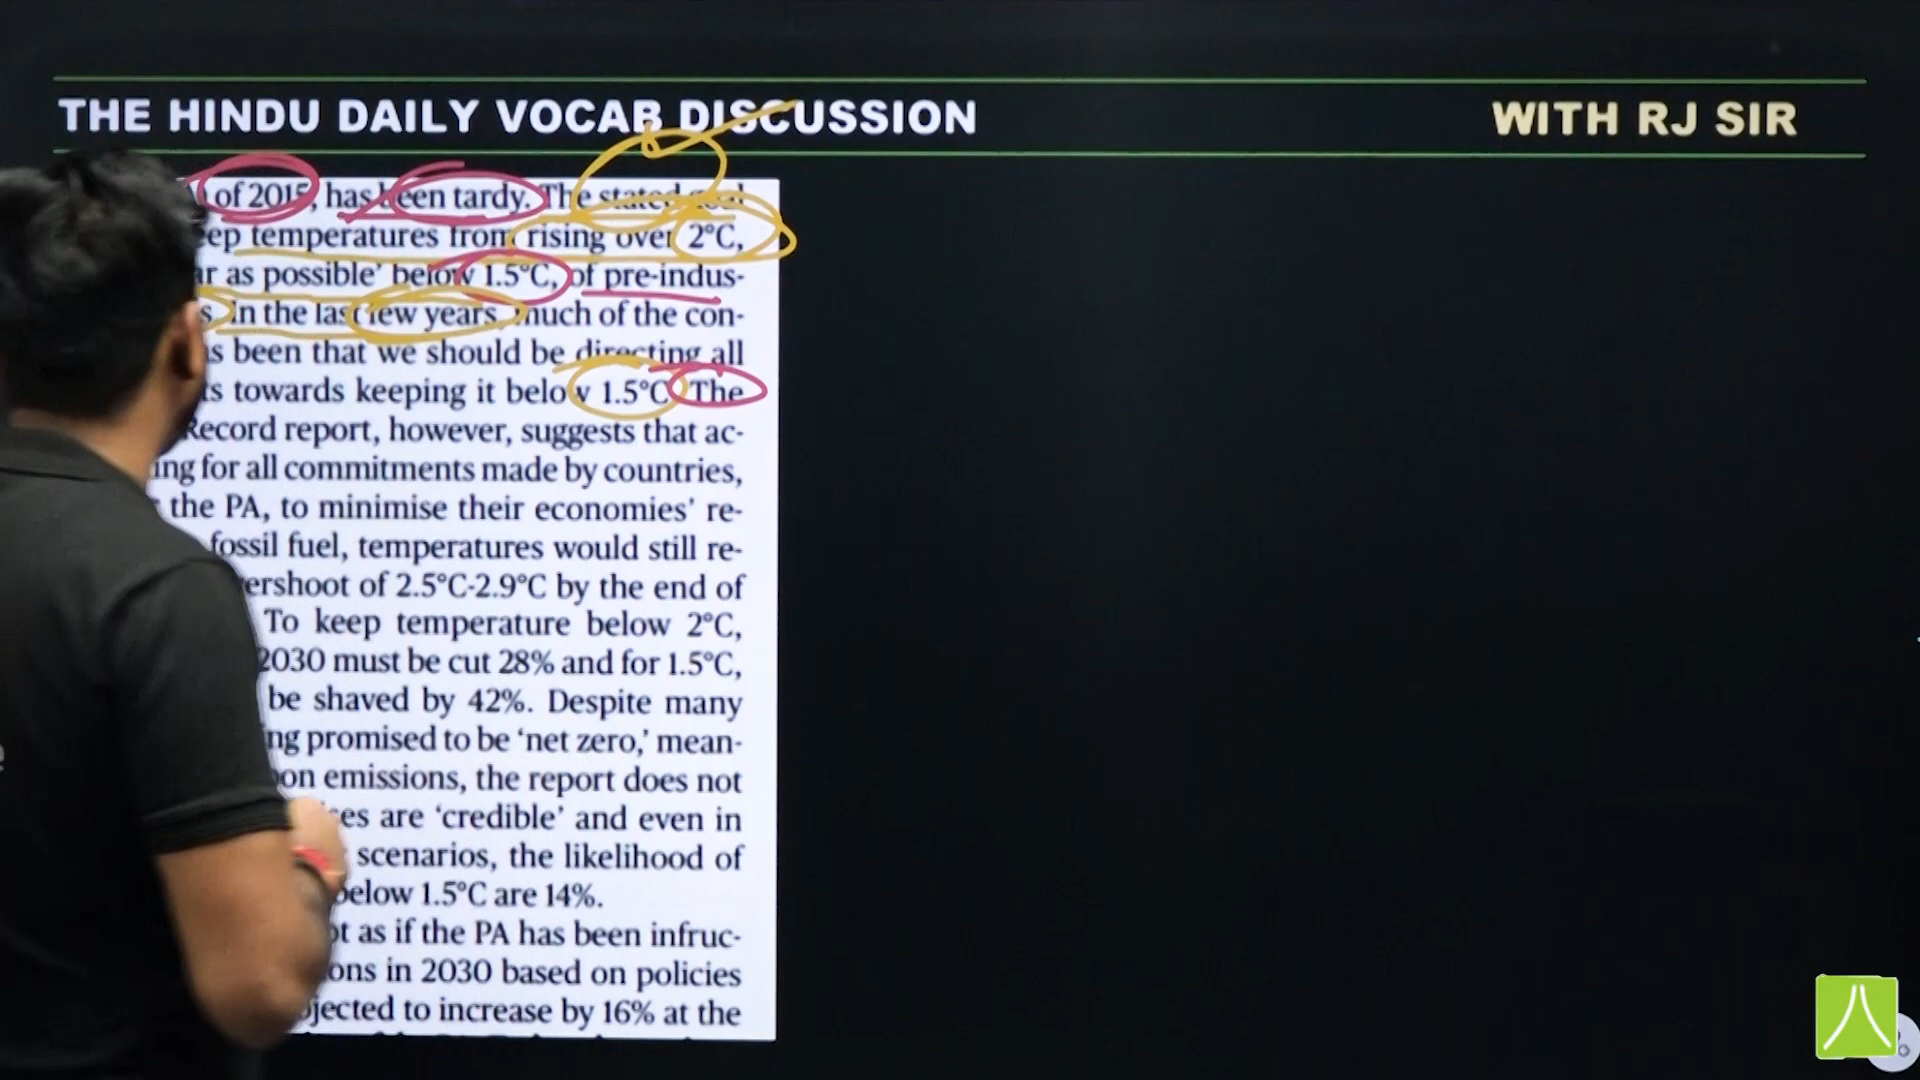 THE HINDU DAILY VOCAB DISCUSSION
WITH RJ SIR
of 2015, has been tardy. The stated goal
temperatures from rising over 2°C,
as possible’ below 1.5°C, of pre-indus-
In the last few years, much of the con-
been that we should be directing all
towards keeping it below 1.5°C. The
Record report, however, suggests that ac-
ing for all commitments made by countries,
the PA, to minimise their economies’ re-
fossil fuel, temperatures would still re-
ershoot of 2.5°C-2.9°C by the end of
To keep temperature below 2°C,
2030 must be cut 28% and for 1.5°C,
be shaved by 42%. Despite many
ng promised to be ‘net zero,’ mean-
on emissions, the report does not
es are ‘credible’ and even in
scenarios, the likelihood of
below 1.5°C are 14%.
ot as if the PA has been infruc-
ons in 2030 based on policies
jected to increase by 16% at the